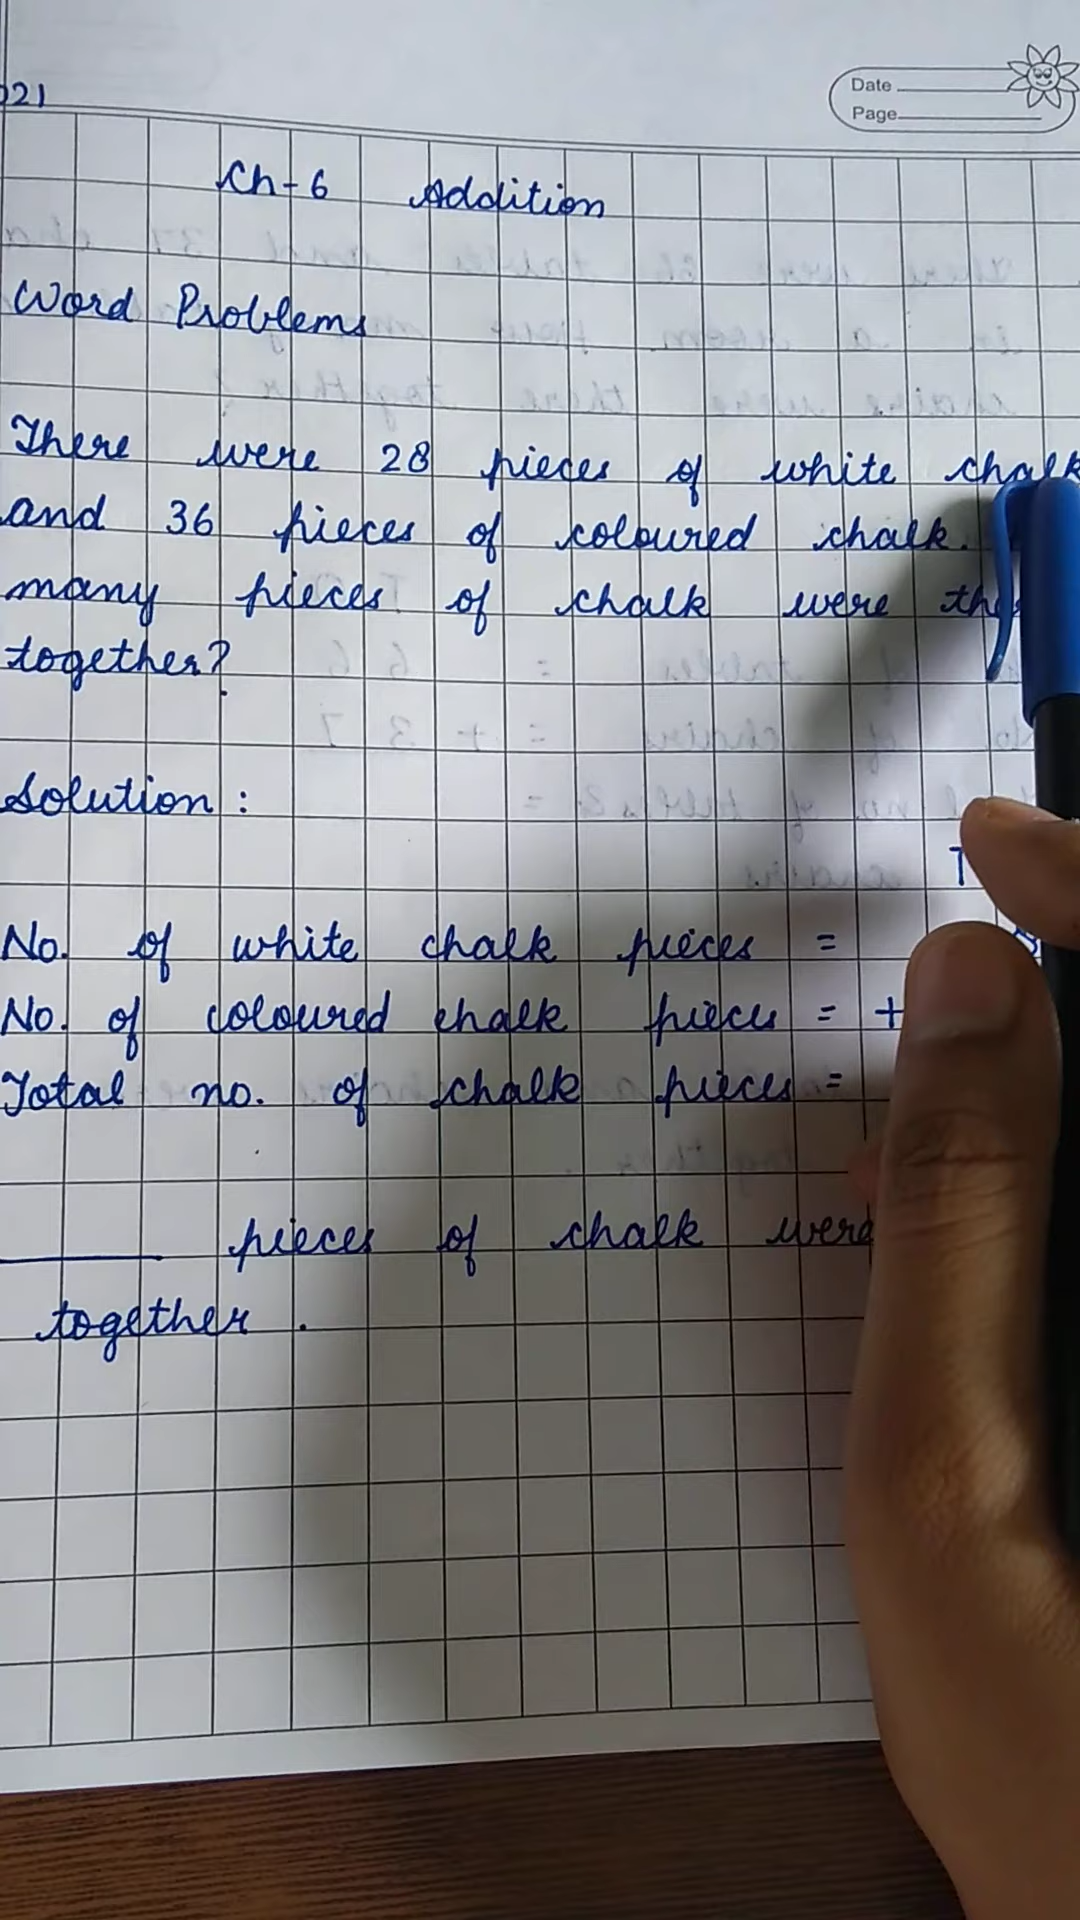 021
Date
Page
Ch-6 Addition
Word Problems
There were 28 pieces of white chalk
and 36 pieces of coloured chalk.
many pieces of chalk were
together?
Solution :
T
No. of white chalk pieces =
No. of coloured chalk pieces = +
Total no. of chalk pieces =
pieces of chalk were
together .